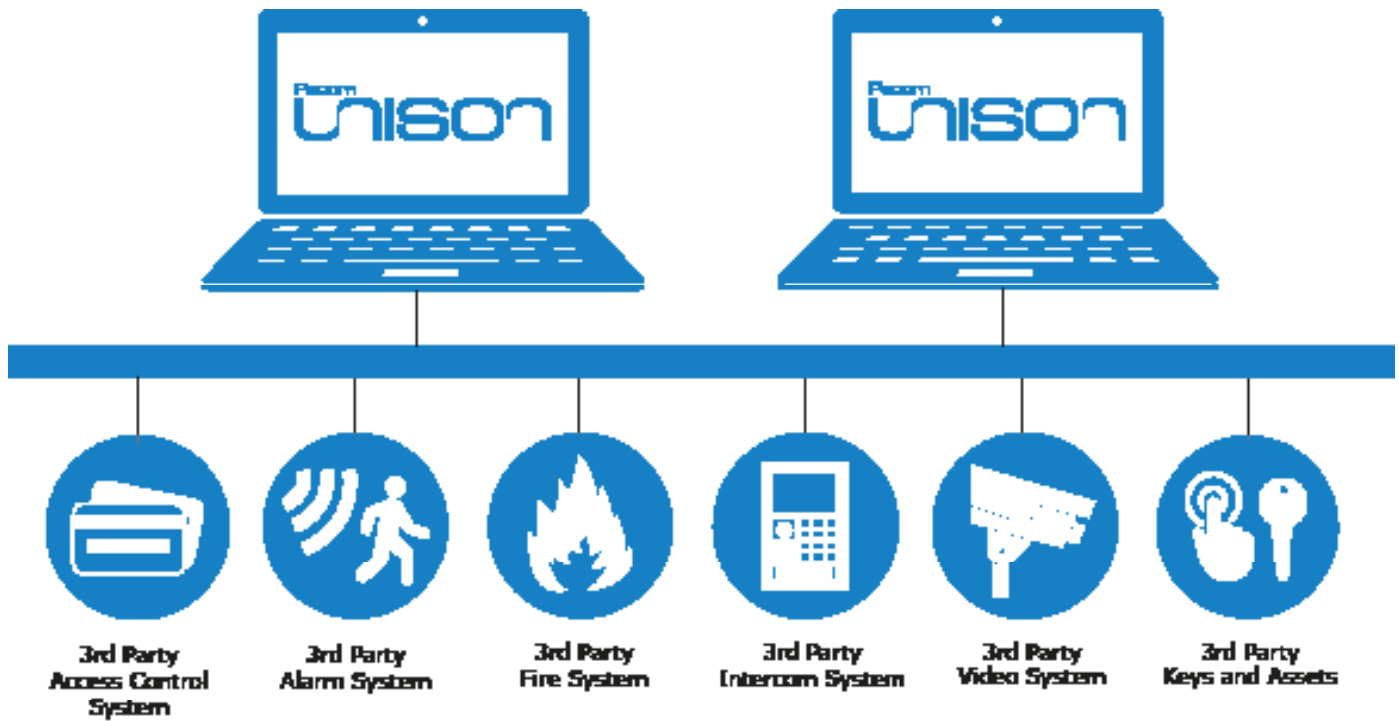 Pacom
UNISON
Pacom
UNISON
3rd Party
Access Control
System
3rd Party
Alarm System
3rd Party
Fire System
3rd Party
Intercom System
3rd Party
Video System
3rd Party
Keys and Assets